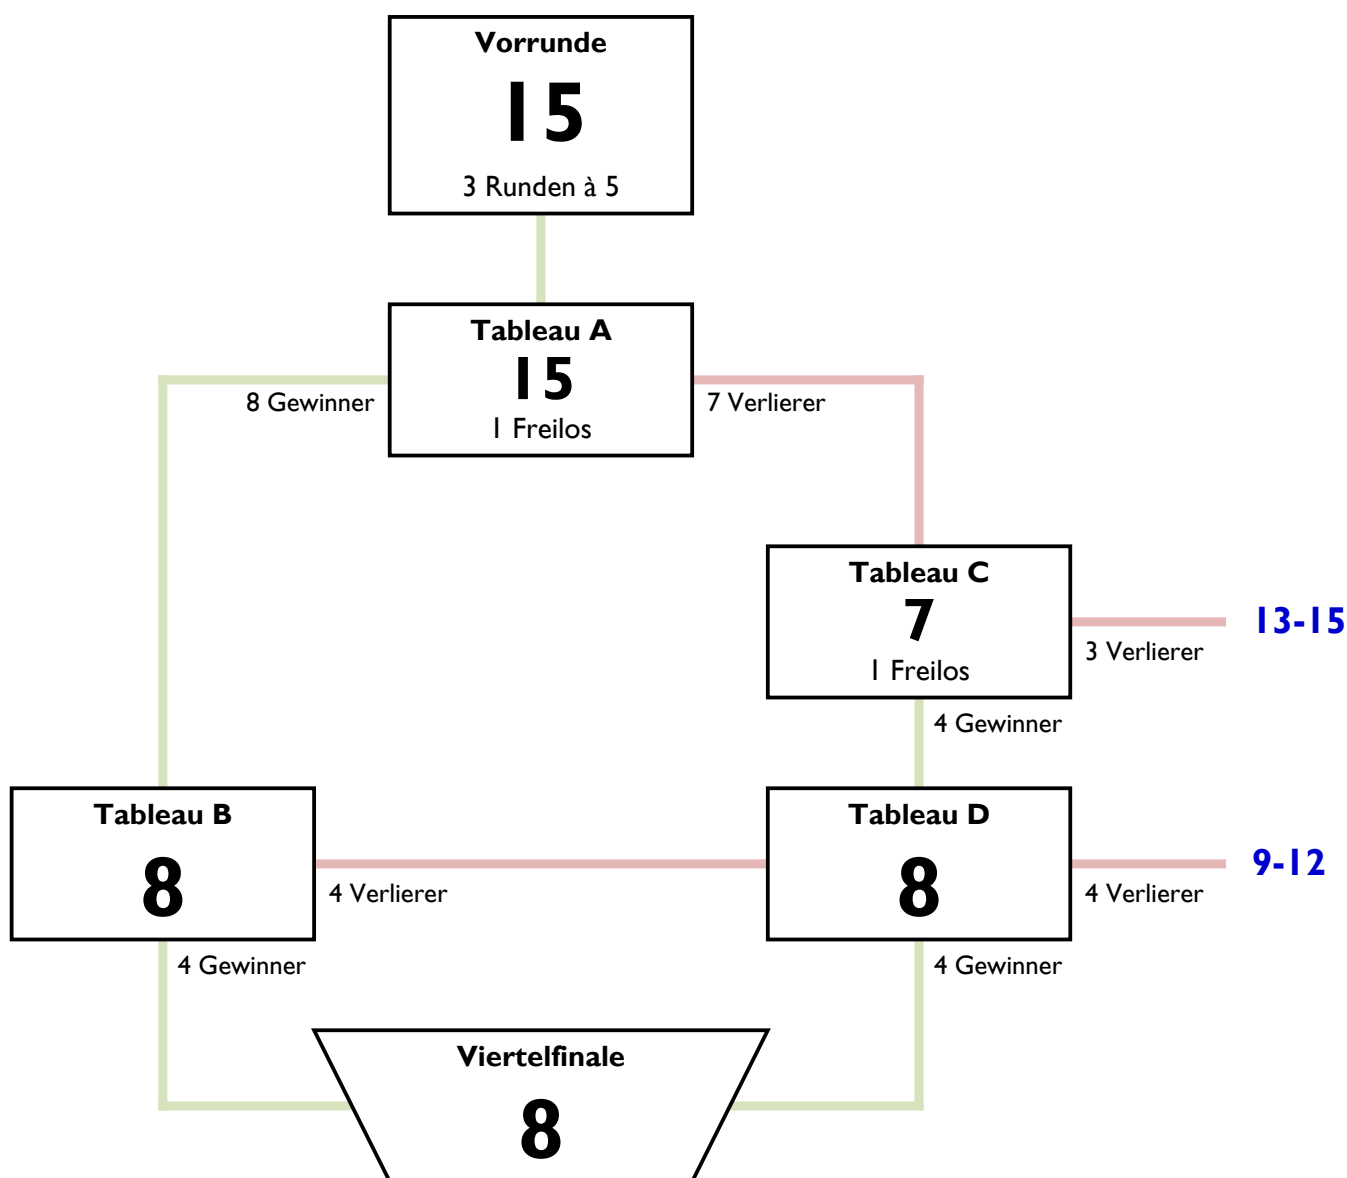 Vorrunde
15
3 Runden à 5
Tableau A
15
1 Freilos
8 Gewinner
7 Verlierer
Tableau C
7
1 Freilos
13-15
3 Verlierer
4 Gewinner
Tableau B
8
4 Verlierer
4 Gewinner
Tableau D
8
9-12
4 Verlierer
4 Gewinner
Viertelfinale
8